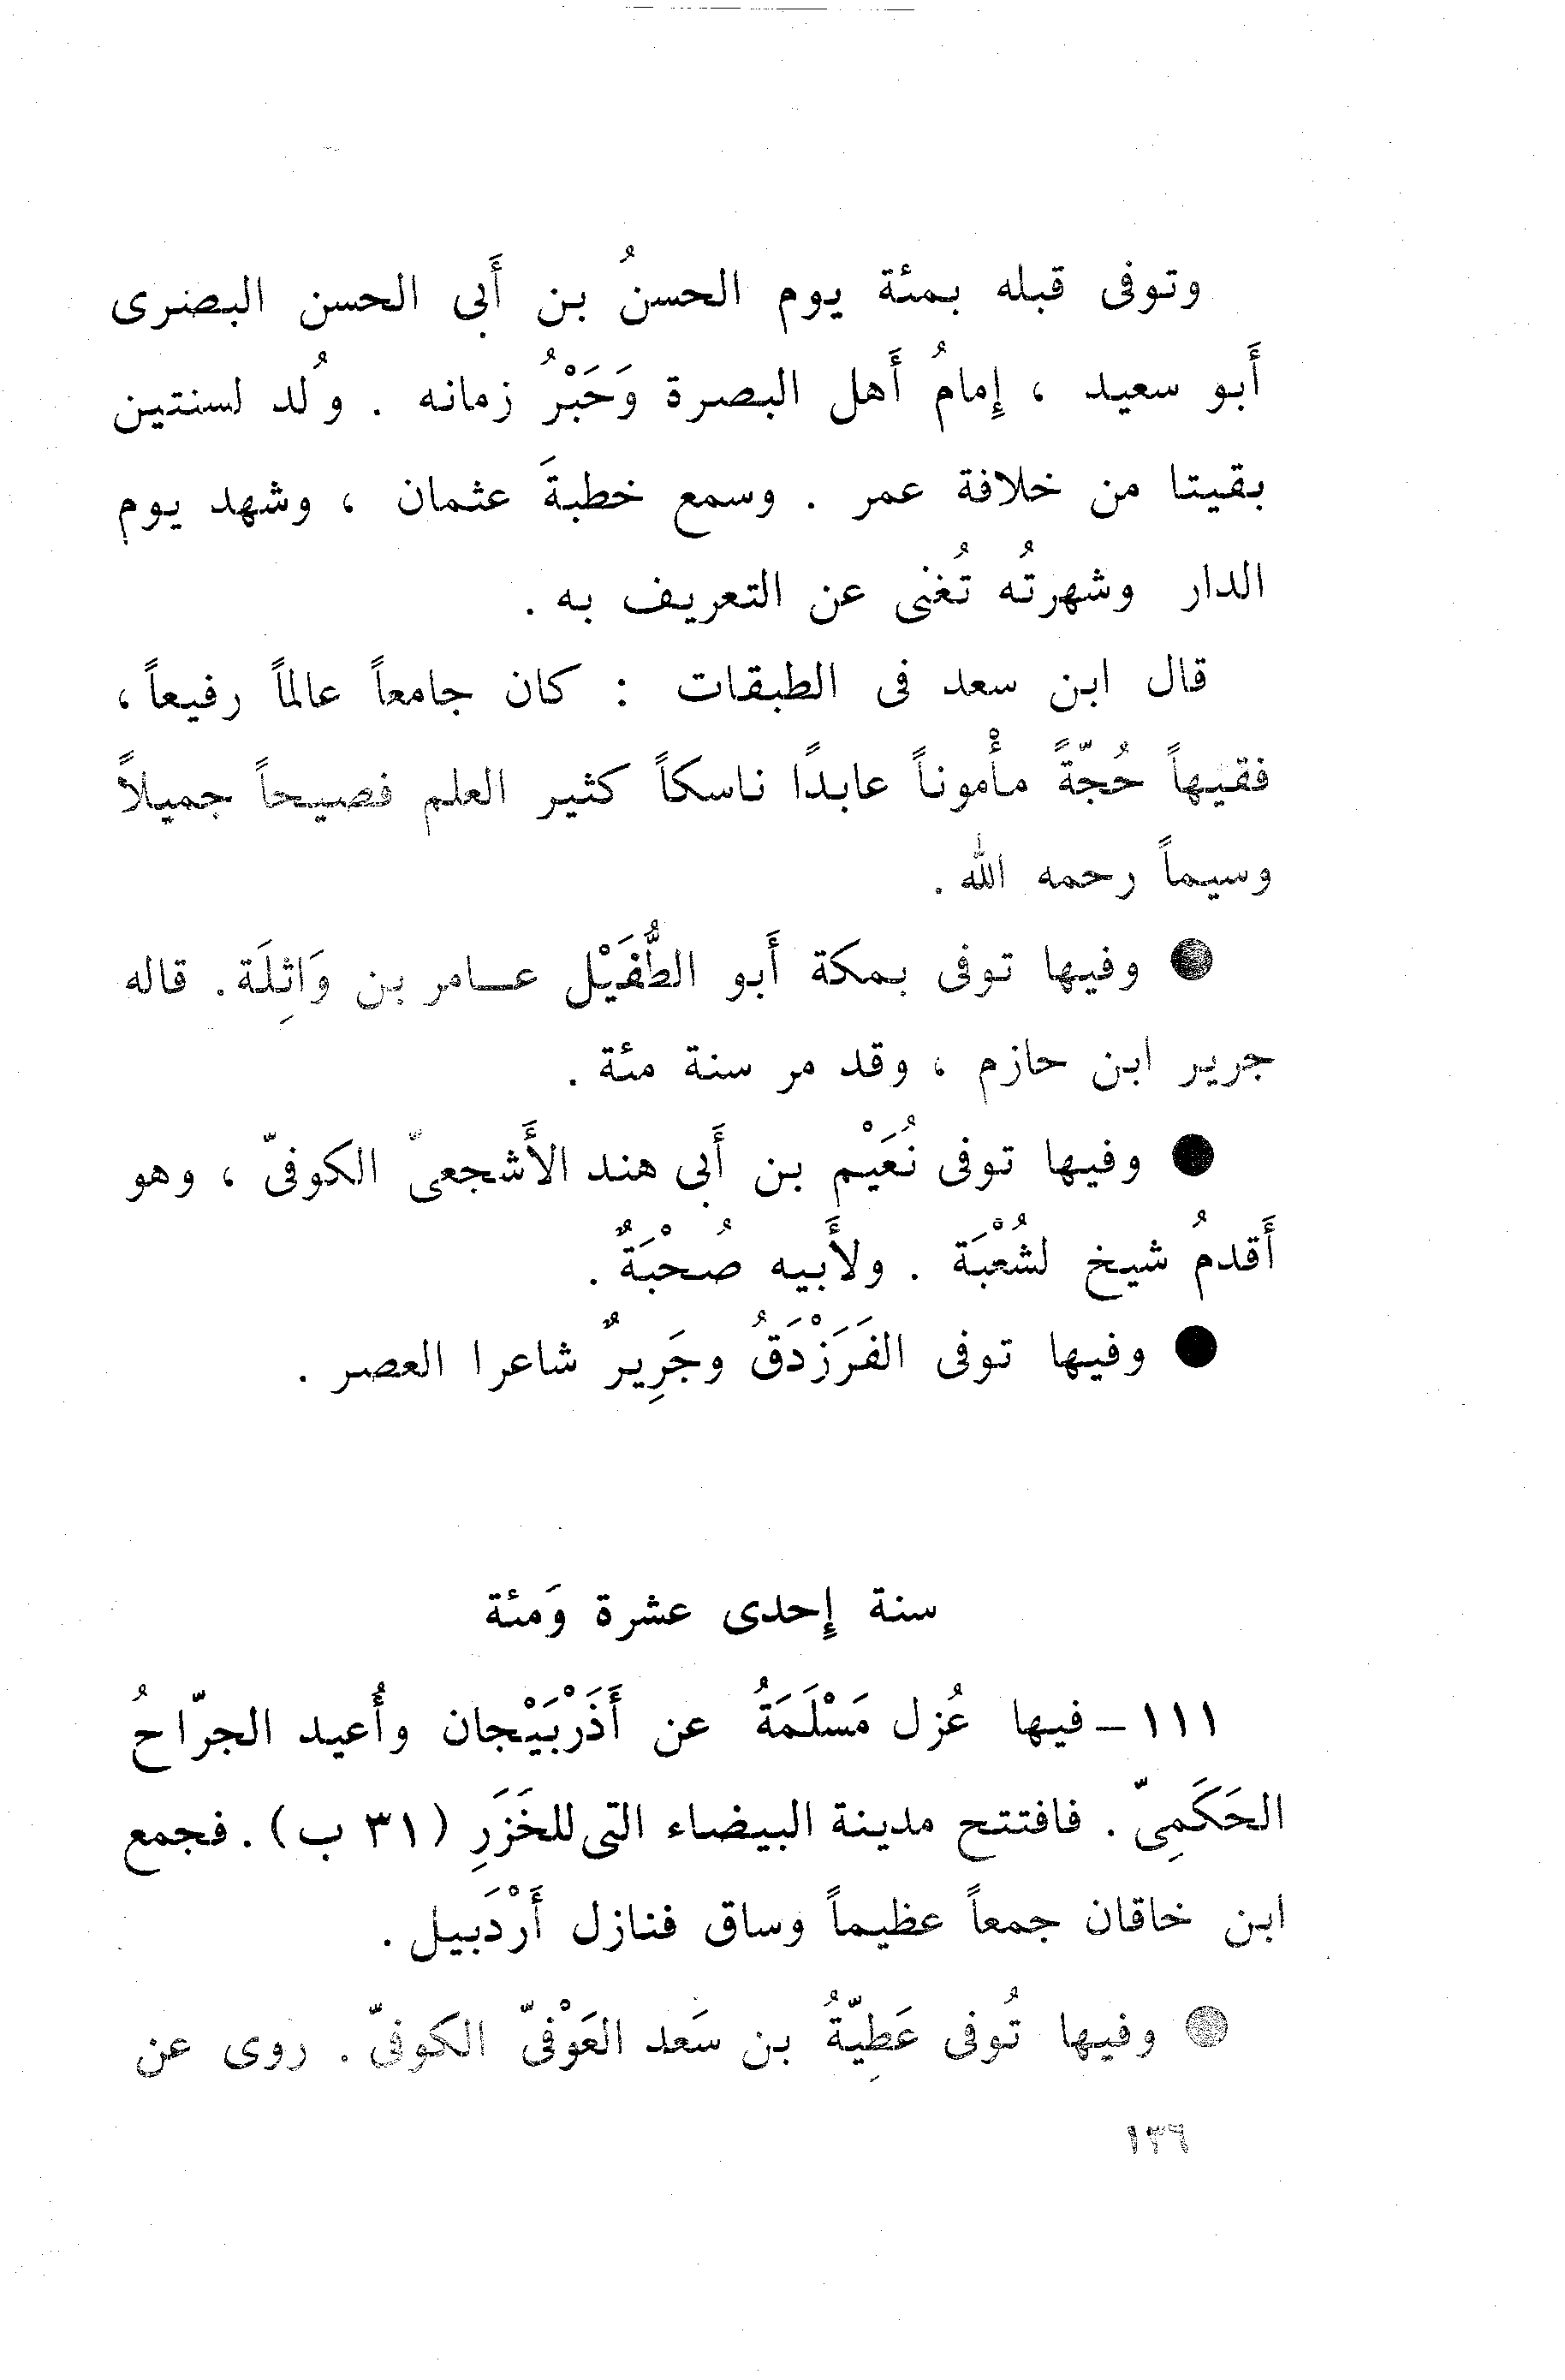 وتوفى قبله بمئة يوم الحسنُ بن أَبى الحسن البصرى
أَبو سعيد ، إِمامُ أَهل البصرة وَحَبْرُ زمانه . وُلد لسنتين
بقيتا من خلافة عمر . وسمع خطبةَ عثمان ، وشهد يوم
الدار وشهرتُه تُغنى عن التعريف به .
قال ابن سعد فى الطبقات : كان جامعاً عالماً رفيعاً ،
فقيهاً حُجّةً مأْموناً عابدًا ناسكاً كثير العلم فصيحاً جميلاً
وسيماً رحمه الله .
● وفيها توفى بمكة أَبو الطُّفَيْل عـامر بن وَاثِلَة . قاله
جرير ابن حازم ، وقد مر سنة مئة .
● وفيها توفى نُعَيْم بن أَبى هند الأَشجعىّ الكوفىّ ، وهو
أَقدمُ شيخ لشُعْبَة . ولأَبيه صُحْبَةٌ .
● وفيها توفى الفَرَزْدَقُ وجَرِيرٌ شاعرا العصر .
سنة إِحدى عشرة وَمئة
١١١ – فيها عُزل مَسْلَمَةُ عن أَذَرْبَيْجان وأُعيد الجرّاحُ
الحَكَمِىّ . فافتتح مدينة البيضاء التى للخَزَرِ (٣١ ب) . فجمع
ابن خاقان جمعاً عظيماً وساق فنازل أَرْدَبيل .
● وفيها تُوفى عَطِيّةُ بن سَعد العَوْفىّ الكوفىّ . روى عن
١٣٦